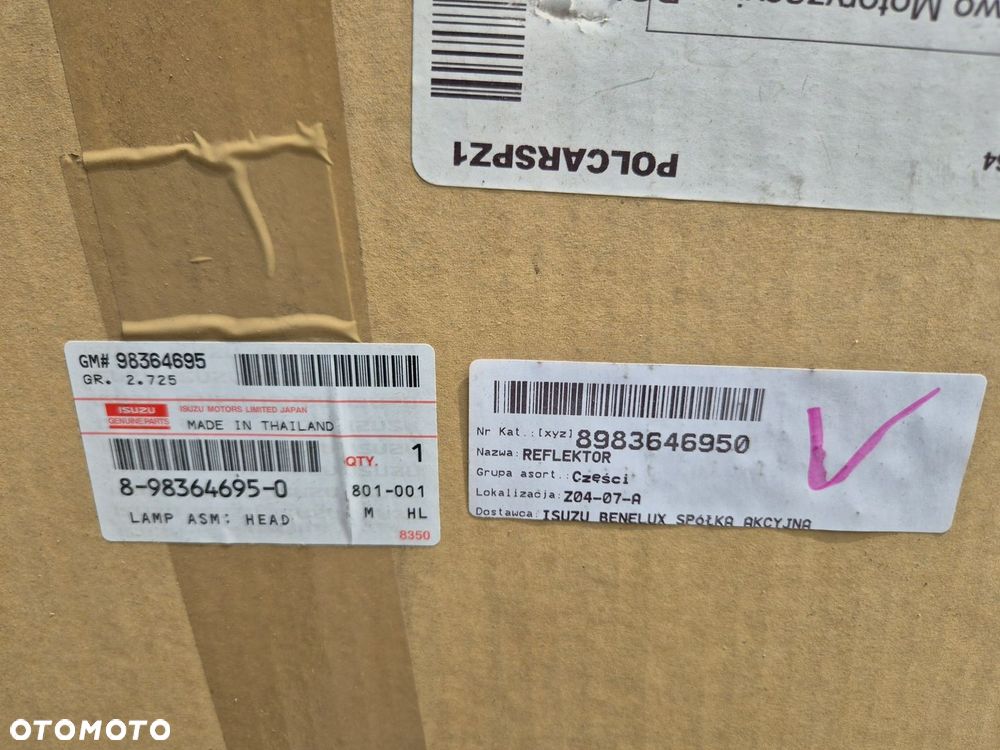 POLCARSPZ1
GM# 98364695
GR. 2.725
ISUZU
GENUINE PARTS
ISUZU MOTORS LIMITED JAPAN
MADE IN THAILAND
QTY. 1
8-98364695-0
801-001
LAMP ASM: HEAD
M HL
8350
Nr Kat.:[xyz]8983646950
Nazwa:REFLEKTOR
Grupa asort.:Części
Lokalizacja:Z04-07-A
Dostawca:ISUZU BENELUX SPÓŁKA AKCYJNA
OTOMOTO